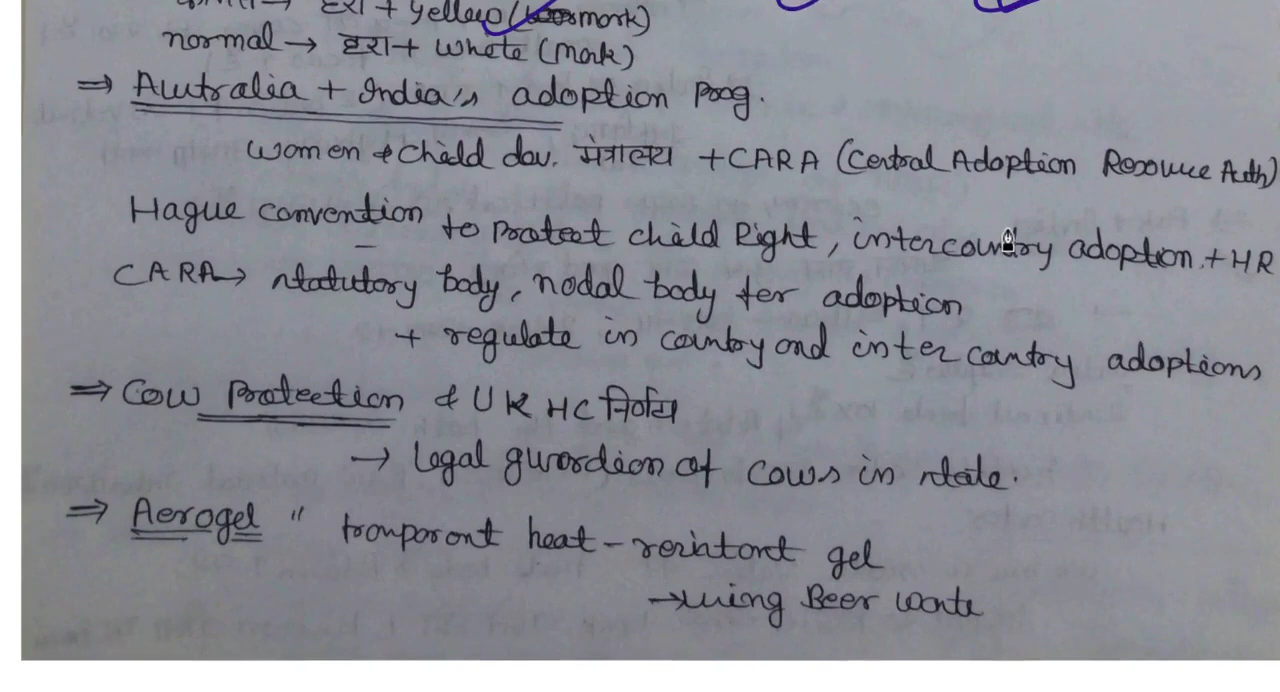 हरा + yellow (mark)
normal → हरा + white (mark)
⇒ Australia + India's adoption Prog.
women & child dev. मंत्रालय + CARA (Central Adoption Resource Auth)
Hague convention to protect child Right, intercountry adoption. + HR
CARA → statutory body, nodal body for adoption
+ regulate in country and inter country adoptions
⇒ Cow Protection & UK HC निर्णय
→ Legal guardian of cows in state.
⇒ Aerogel " transparent heat - resistant gel
→ using Beer waste